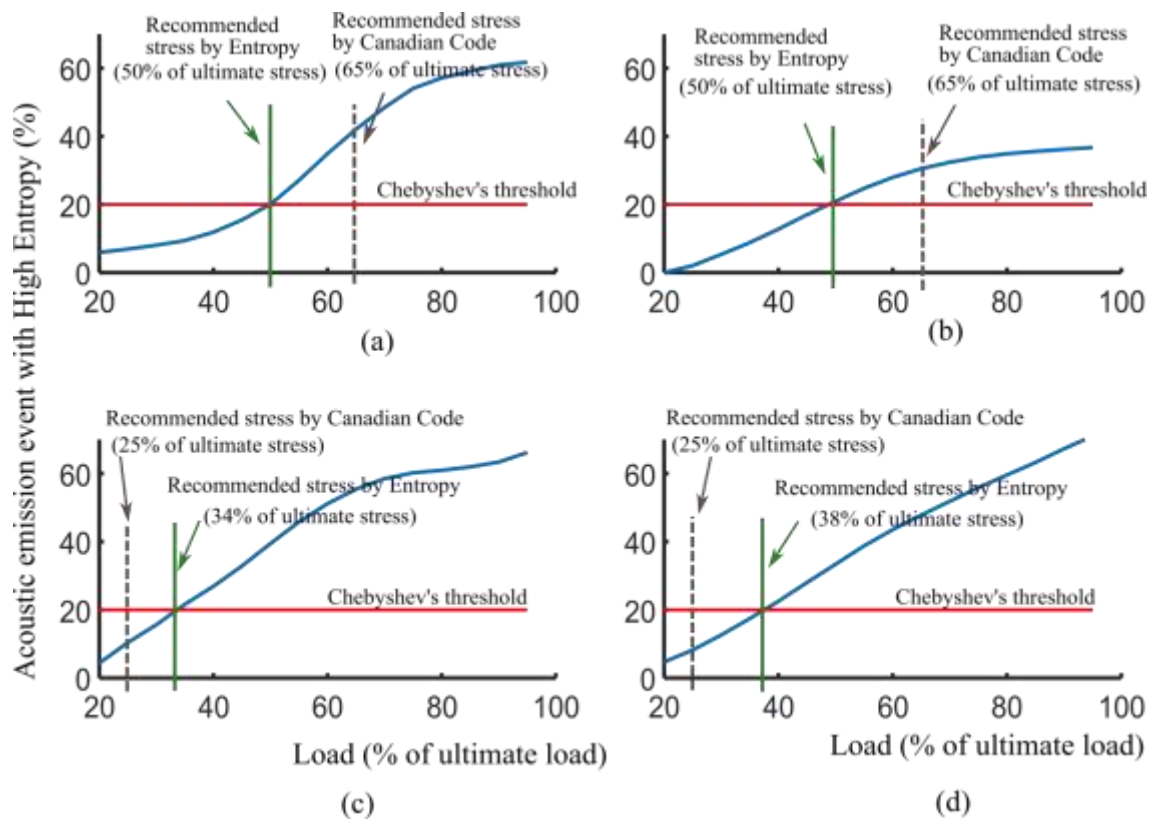 Acoustic emission event with High Entropy (%)
Recommended
stress by Entropy
(50% of ultimate stress)
Recommended stress
by Canadian Code
(65% of ultimate stress)
Chebyshev's threshold
60
40
20
0
20 40 60 80 100
(a)
Recommended
stress by Entropy
(50% of ultimate stress)
Recommended stress
by Canadian Code
(65% of ultimate stress)
Chebyshev's threshold
60
40
20
0
20 40 60 80 100
(b)
Recommended stress by Canadian Code
(25% of ultimate stress)
Recommended stress by Entropy
(34% of ultimate stress)
Chebyshev's threshold
60
40
20
0
20 40 60 80 100
Load (% of ultimate load)
(c)
Recommended stress by Canadian Code
(25% of ultimate stress)
Recommended stress by Entropy
(38% of ultimate stress)
Chebyshev's threshold
60
40
20
0
20 40 60 80 100
Load (% of ultimate load)
(d)